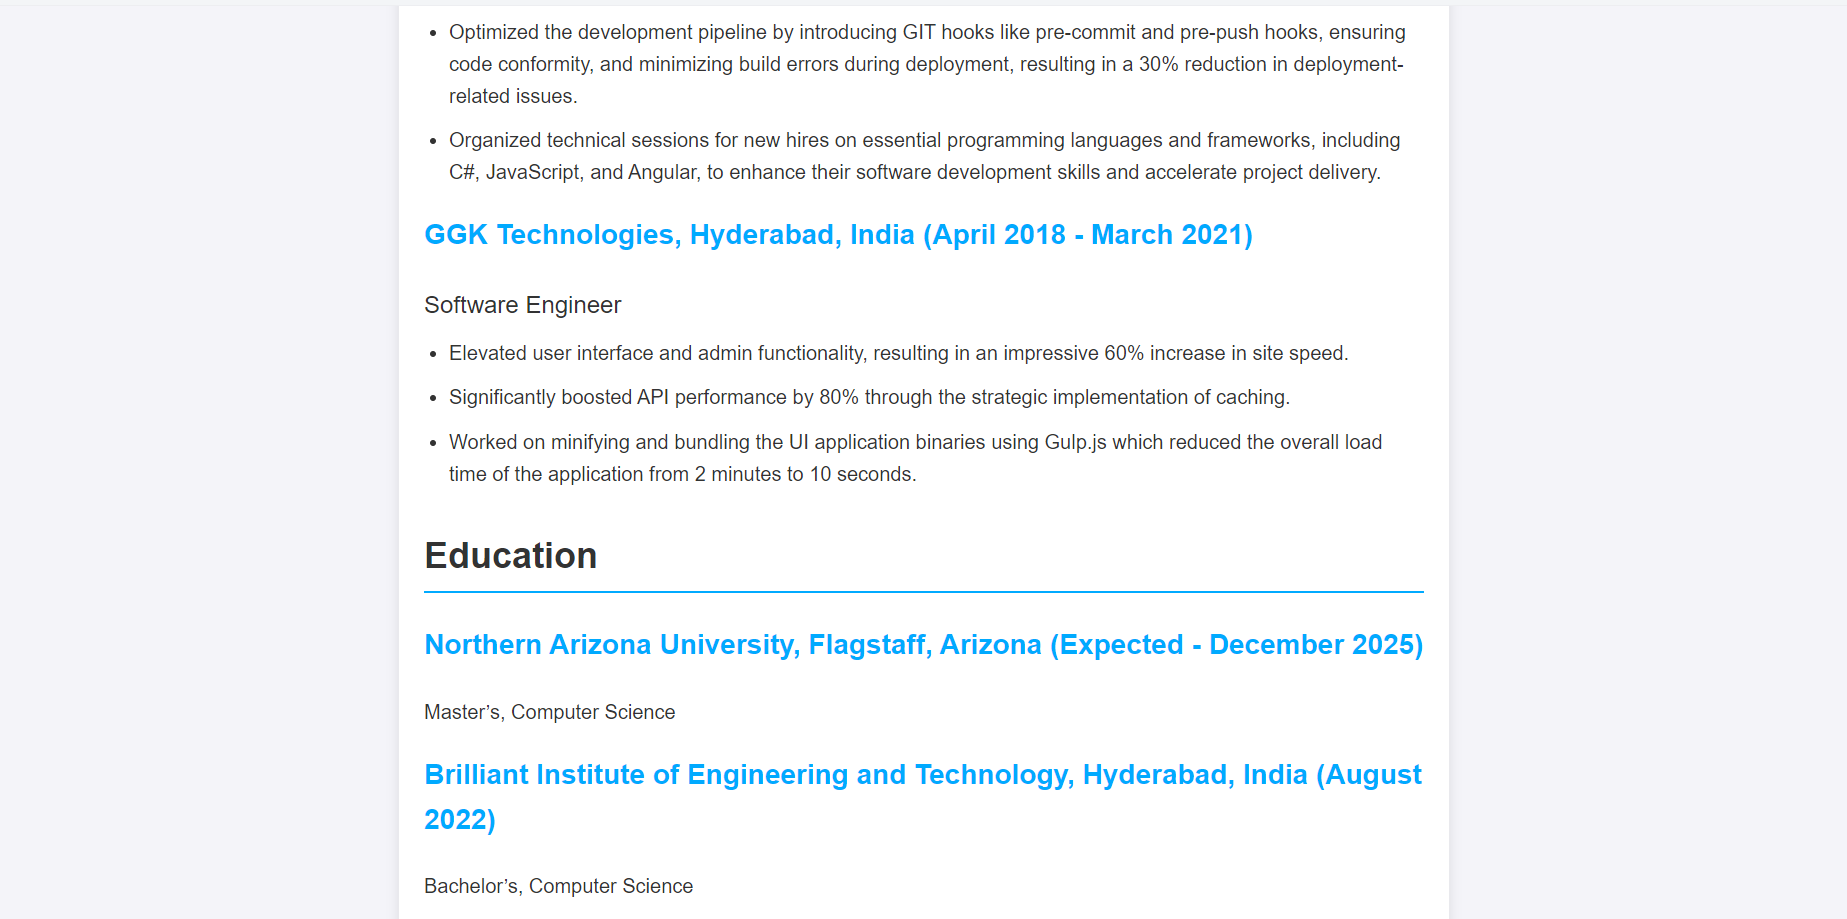 Optimized the development pipeline by introducing GIT hooks like pre-commit and pre-push hooks, ensuring
code conformity, and minimizing build errors during deployment, resulting in a 30% reduction in deployment-
related issues.
Organized technical sessions for new hires on essential programming languages and frameworks, including
C#, JavaScript, and Angular, to enhance their software development skills and accelerate project delivery.
GGK Technologies, Hyderabad, India (April 2018 - March 2021)
Software Engineer
Elevated user interface and admin functionality, resulting in an impressive 60% increase in site speed.
Significantly boosted API performance by 80% through the strategic implementation of caching.
Worked on minifying and bundling the UI application binaries using Gulp.js which reduced the overall load
time of the application from 2 minutes to 10 seconds.
Education
Northern Arizona University, Flagstaff, Arizona (Expected - December 2025)
Master’s, Computer Science
Brilliant Institute of Engineering and Technology, Hyderabad, India (August
2022)
Bachelor’s, Computer Science